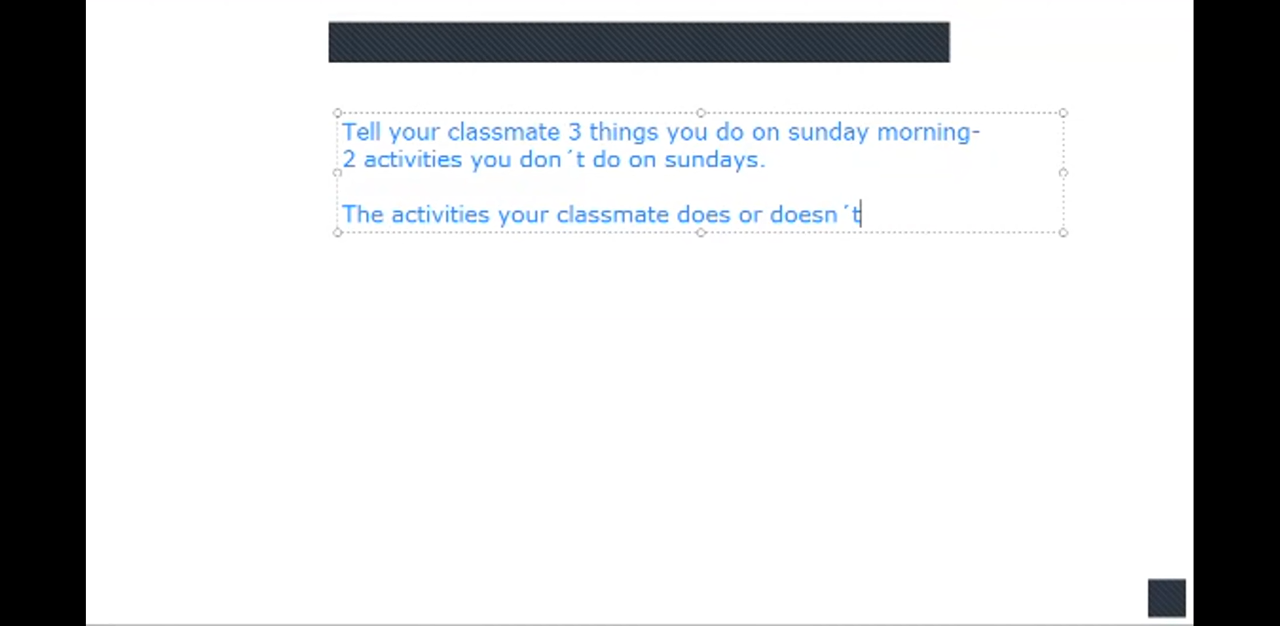 Tell your classmate 3 things you do on sunday morning-
2 activities you don´t do on sundays.
The activities your classmate does or doesn´t